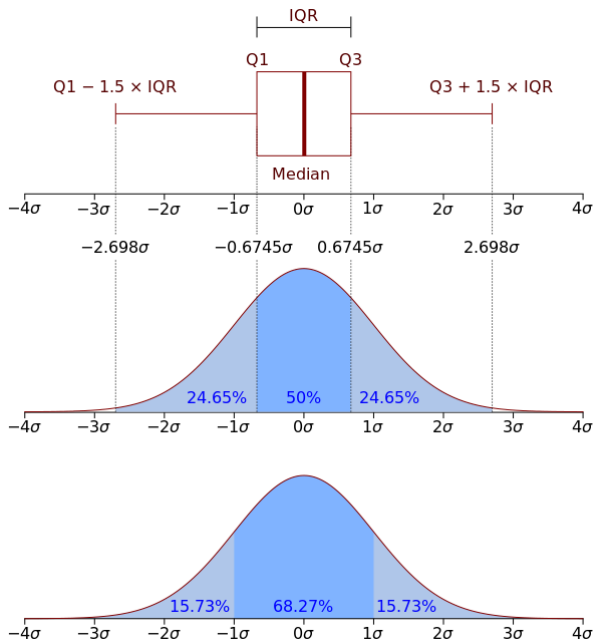 IQR
Q1 Q3
Q1 − 1.5 × IQR Q3 + 1.5 × IQR
Median
−4σ −3σ −2σ −1σ 0σ 1σ 2σ 3σ 4σ
−2.698σ −0.6745σ 0.6745σ 2.698σ
24.65% 50% 24.65%
−4σ −3σ −2σ −1σ 0σ 1σ 2σ 3σ 4σ
15.73% 68.27% 15.73%
−4σ −3σ −2σ −1σ 0σ 1σ 2σ 3σ 4σ